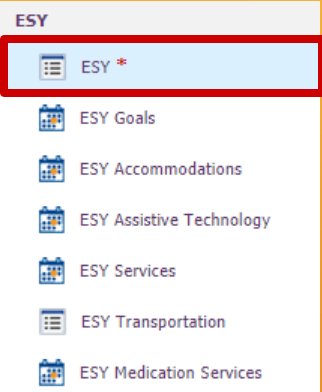 ESY
ESY *
ESY Goals
ESY Accommodations
ESY Assistive Technology
ESY Services
ESY Transportation
ESY Medication Services